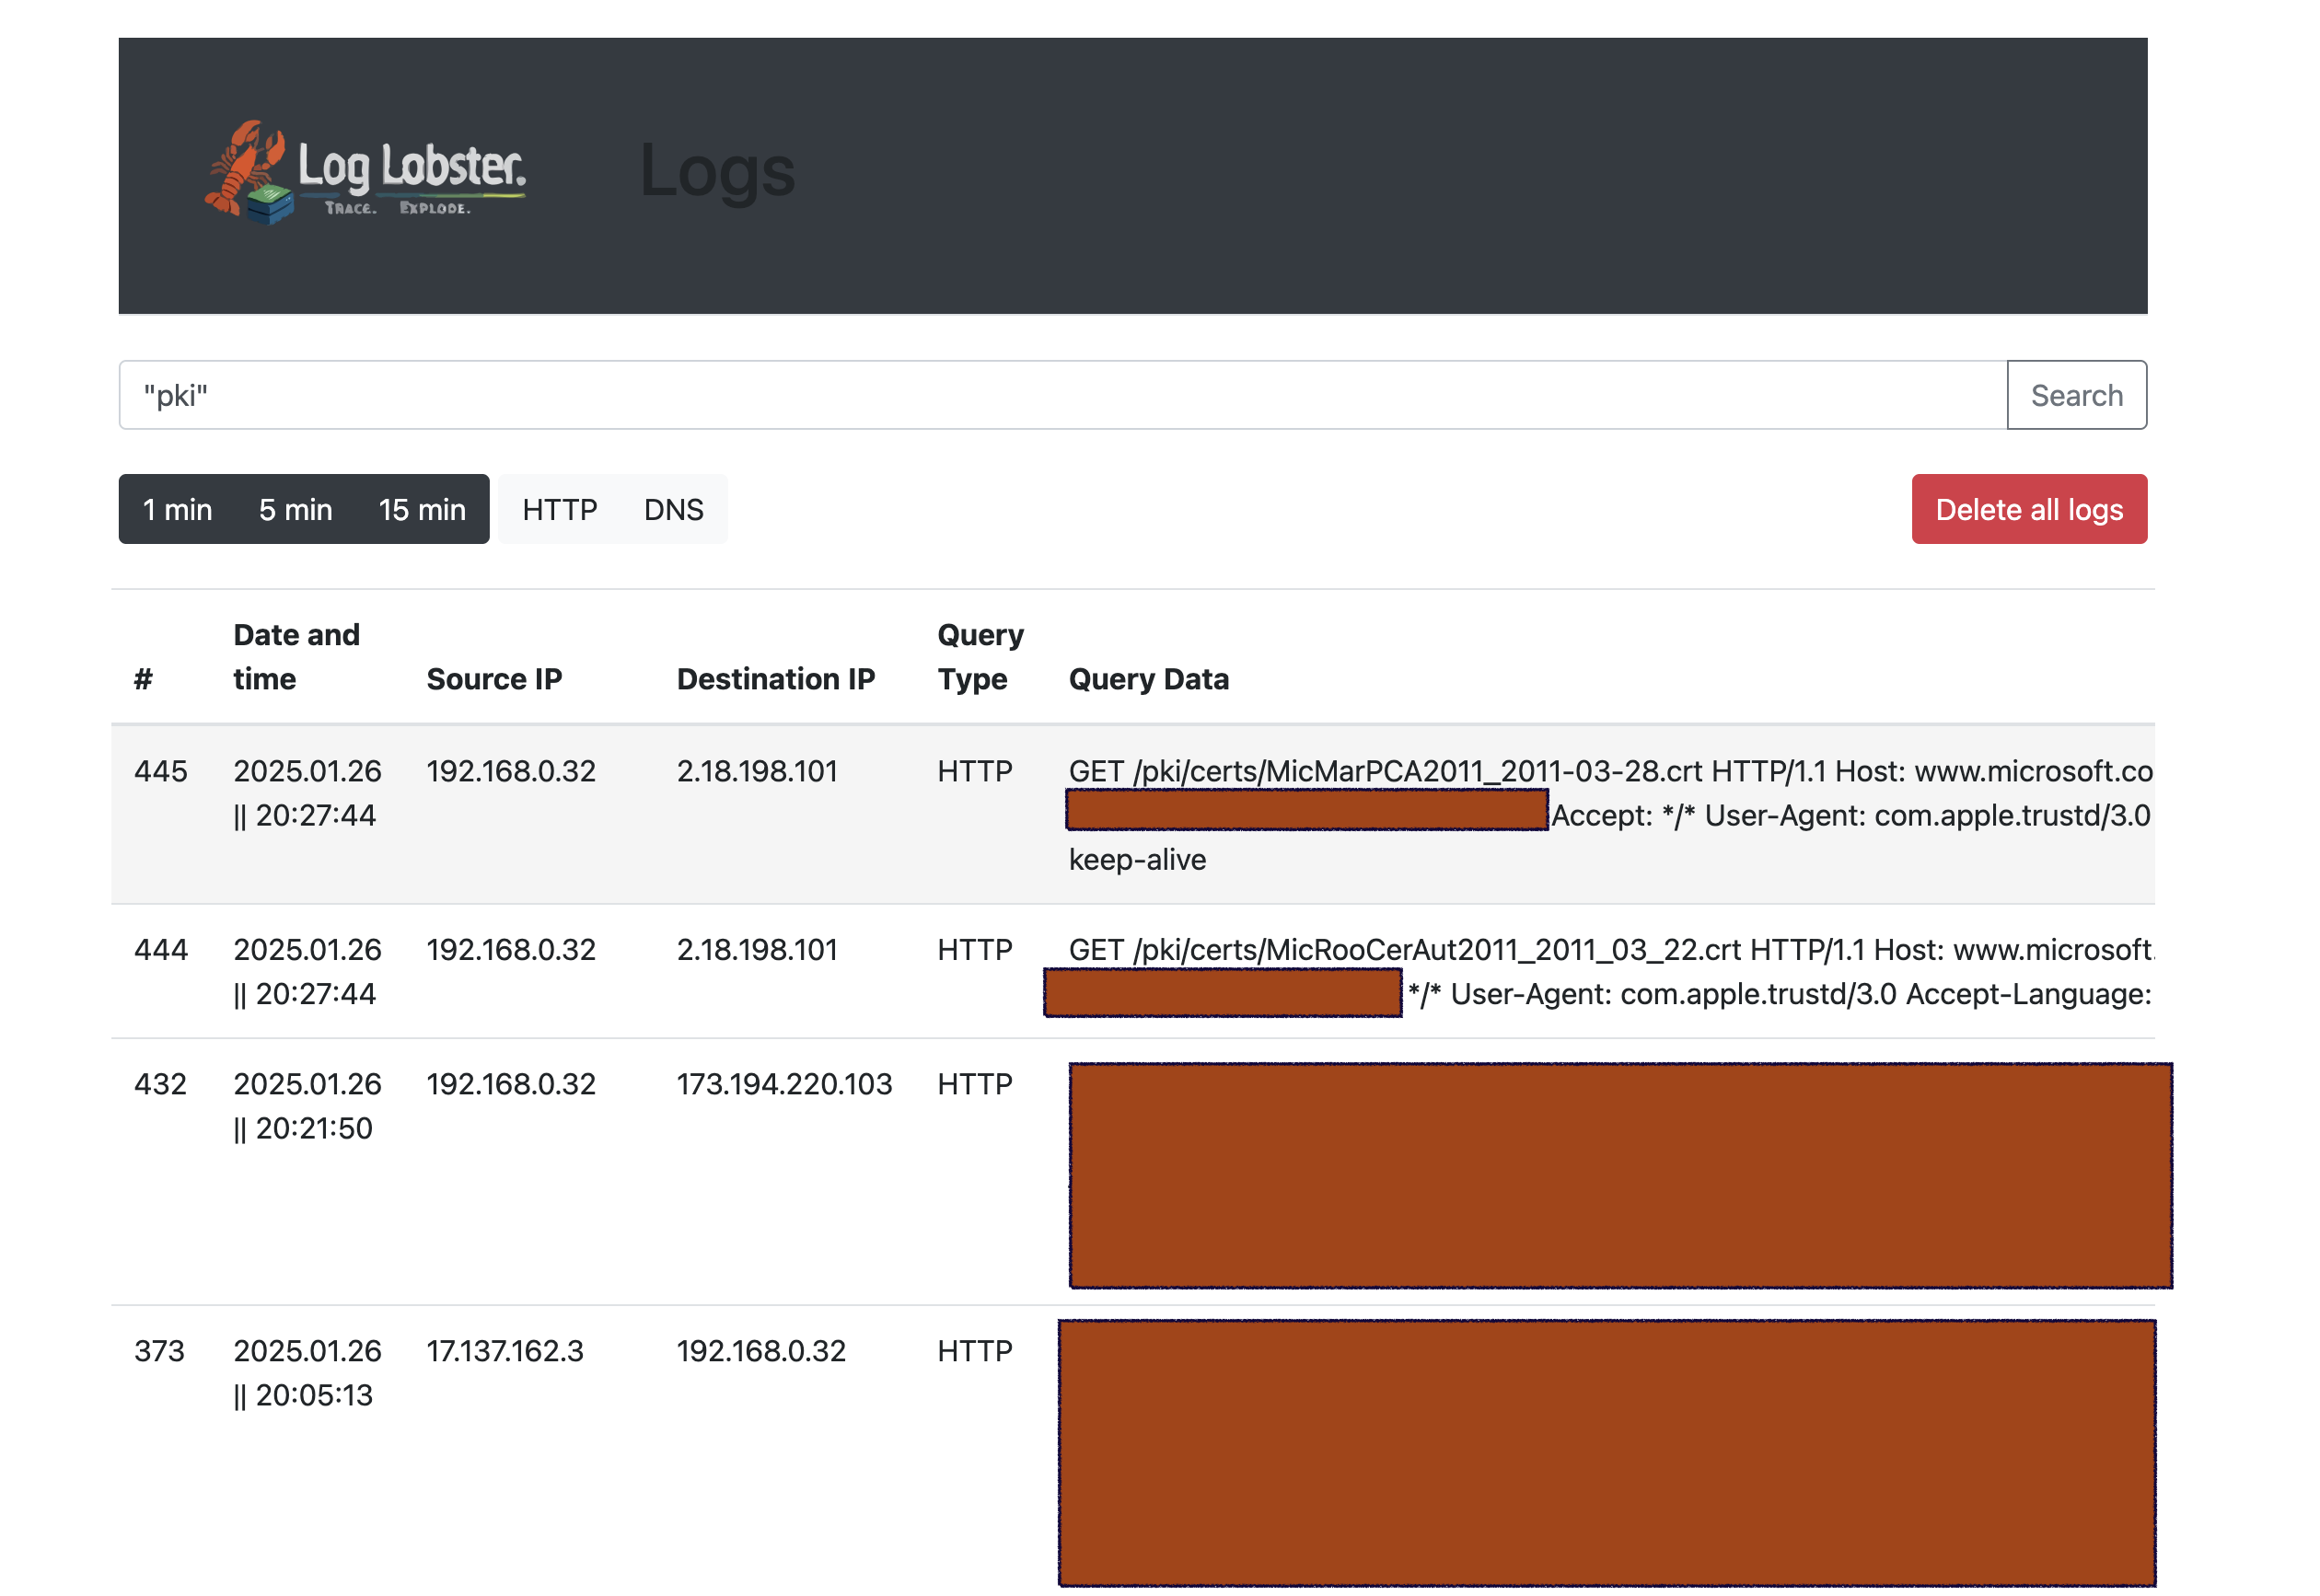 Log Lobster.
TRACE. EXPLODE.
Logs
"pki"
Search
1 min 5 min 15 min HTTP DNS
Delete all logs
# Date and time Source IP Destination IP Query Type Query Data
445 2025.01.26 192.168.0.32 2.18.198.101 HTTP GET /pki/certs/MicMarPCA2011_2011-03-28.crt HTTP/1.1 Host: www.microsoft.co
|| 20:27:44 Accept: */* User-Agent: com.apple.trustd/3.0
keep-alive
444 2025.01.26 192.168.0.32 2.18.198.101 HTTP GET /pki/certs/MicRooCerAut2011_2011_03_22.crt HTTP/1.1 Host: www.microsoft.
|| 20:27:44 */* User-Agent: com.apple.trustd/3.0 Accept-Language:
432 2025.01.26 192.168.0.32 173.194.220.103 HTTP
|| 20:21:50
373 2025.01.26 17.137.162.3 192.168.0.32 HTTP
|| 20:05:13